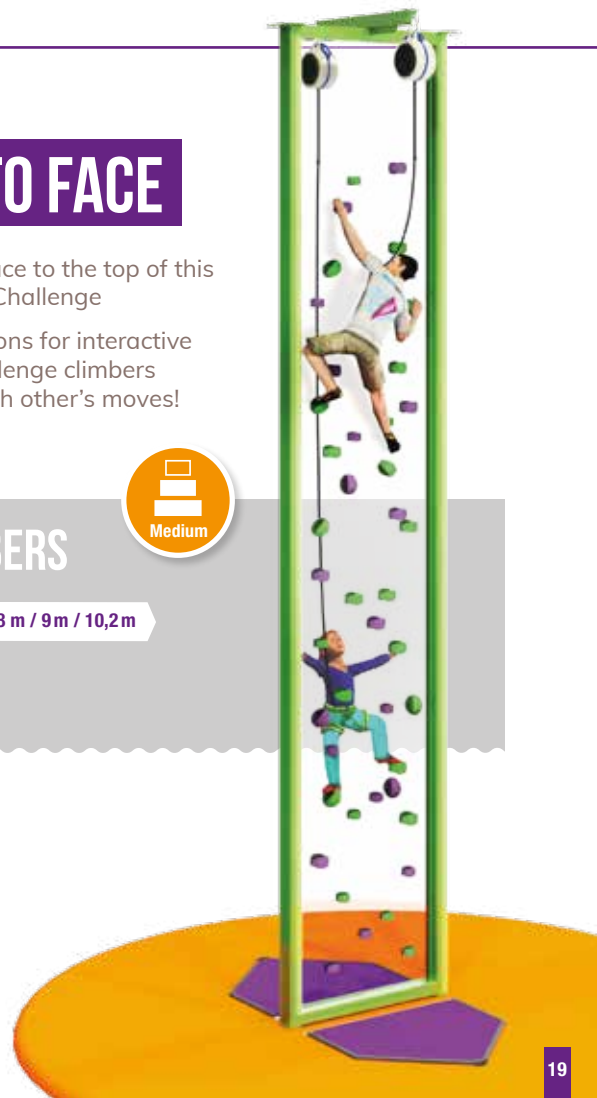 TO FACE
ce to the top of this
Challenge
ons for interactive
lenge climbers
h other's moves!
Medium
BERS
8 m / 9 m / 10,2 m
19